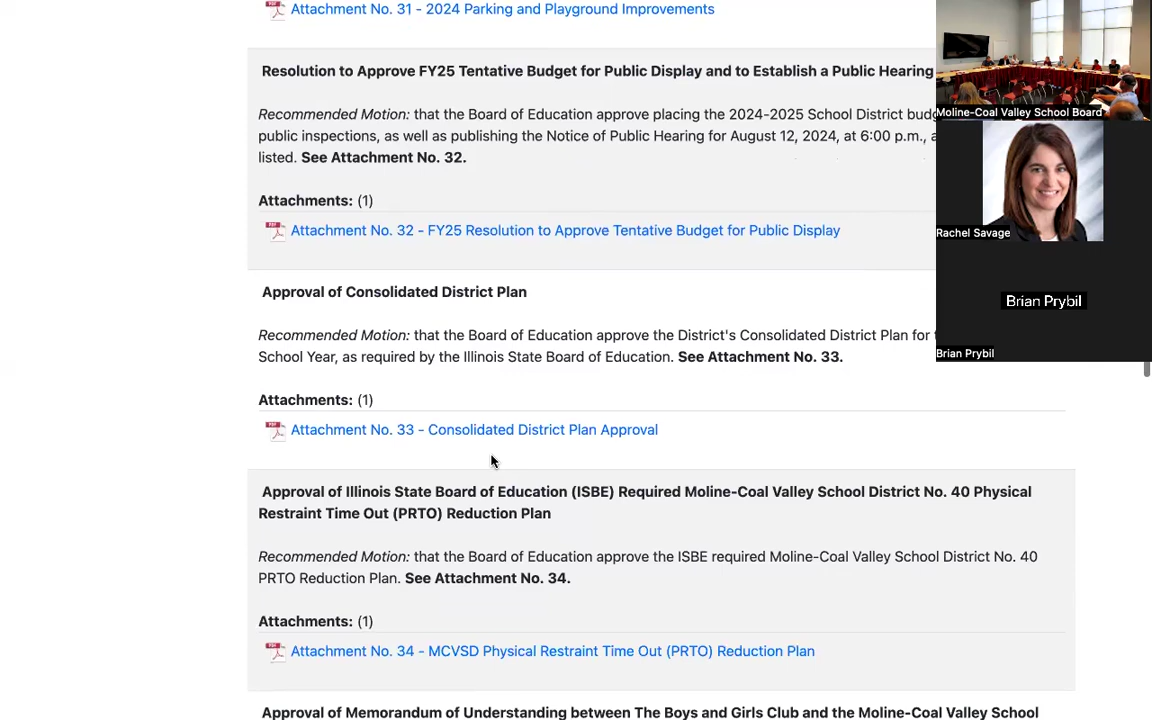 Attachment No. 31 - 2024 Parking and Playground Improvements
Resolution to Approve FY25 Tentative Budget for Public Display and to Establish a Public Hearing
Recommended Motion: that the Board of Education approve placing the 2024-2025 School District
public inspections, as well as publishing the Notice of Public Hearing for August 12, 2024, at 6:00 p.m.,
listed. See Attachment No. 32.
Attachments: (1)
Attachment No. 32 - FY25 Resolution to Approve Tentative Budget for Public Display
Approval of Consolidated District Plan
Recommended Motion: that the Board of Education approve the District's Consolidated District Plan for
School Year, as required by the Illinois State Board of Education. See Attachment No. 33.
Attachments: (1)
Attachment No. 33 - Consolidated District Plan Approval
Approval of Illinois State Board of Education (ISBE) Required Moline-Coal Valley School District No. 40 Physical
Restraint Time Out (PRTO) Reduction Plan
Recommended Motion: that the Board of Education approve the ISBE required Moline-Coal Valley School District No. 40
PRTO Reduction Plan. See Attachment No. 34.
Attachments: (1)
Attachment No. 34 - MCVSD Physical Restraint Time Out (PRTO) Reduction Plan
Approval of Memorandum of Understanding between The Boys and Girls Club and the Moline-Coal Valley School
Moline-Coal Valley School Board
Rachel Savage
Brian Prybil
Brian Prybil